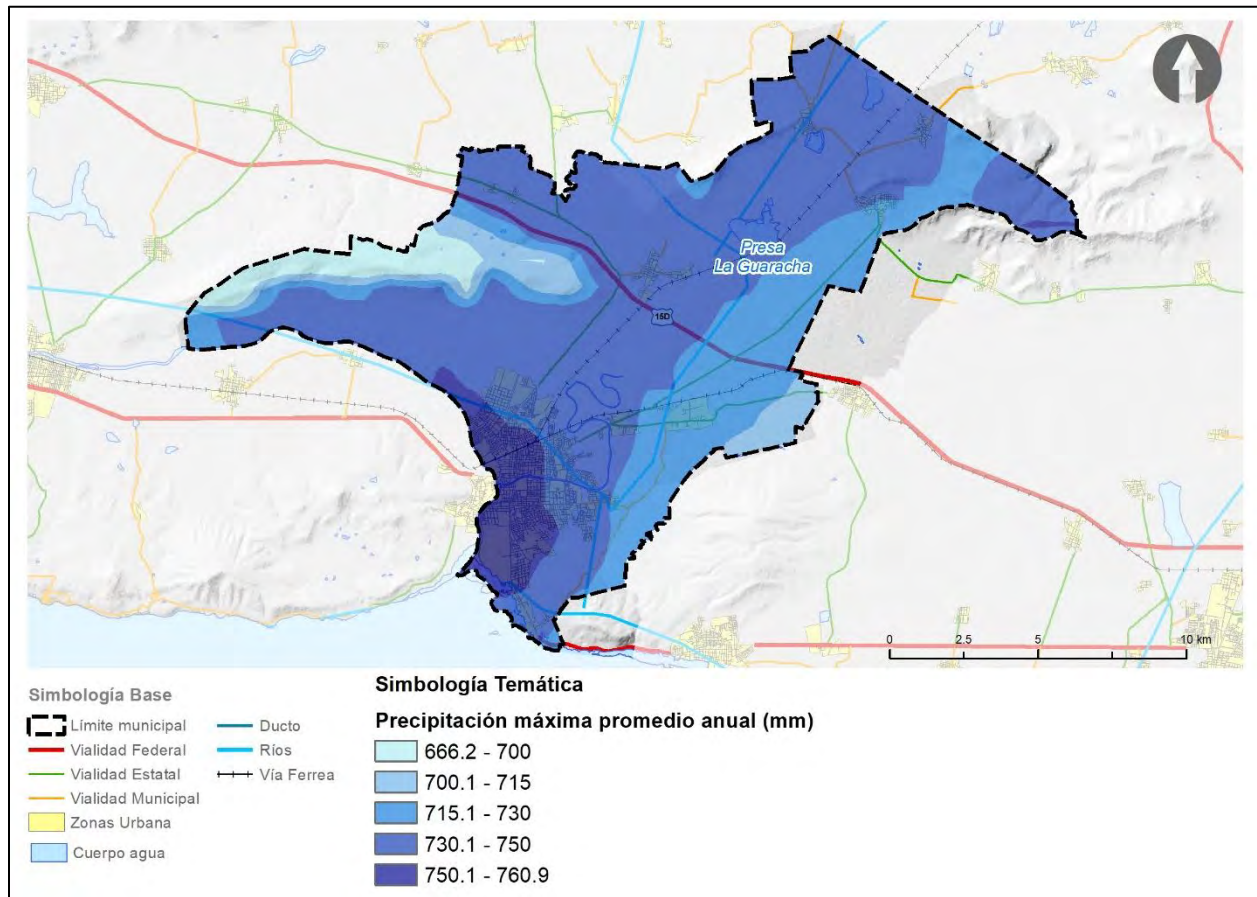 Presa
La Guaracha
15D
0 2.5 5 10 km
Simbología Base
Límite municipal
Vialidad Federal
Vialidad Estatal
Vialidad Municipal
Zonas Urbana
Cuerpo agua
Ducto
Ríos
Vía Ferrea
Simbología Temática
Precipitación máxima promedio anual (mm)
666.2 - 700
700.1 - 715
715.1 - 730
730.1 - 750
750.1 - 760.9